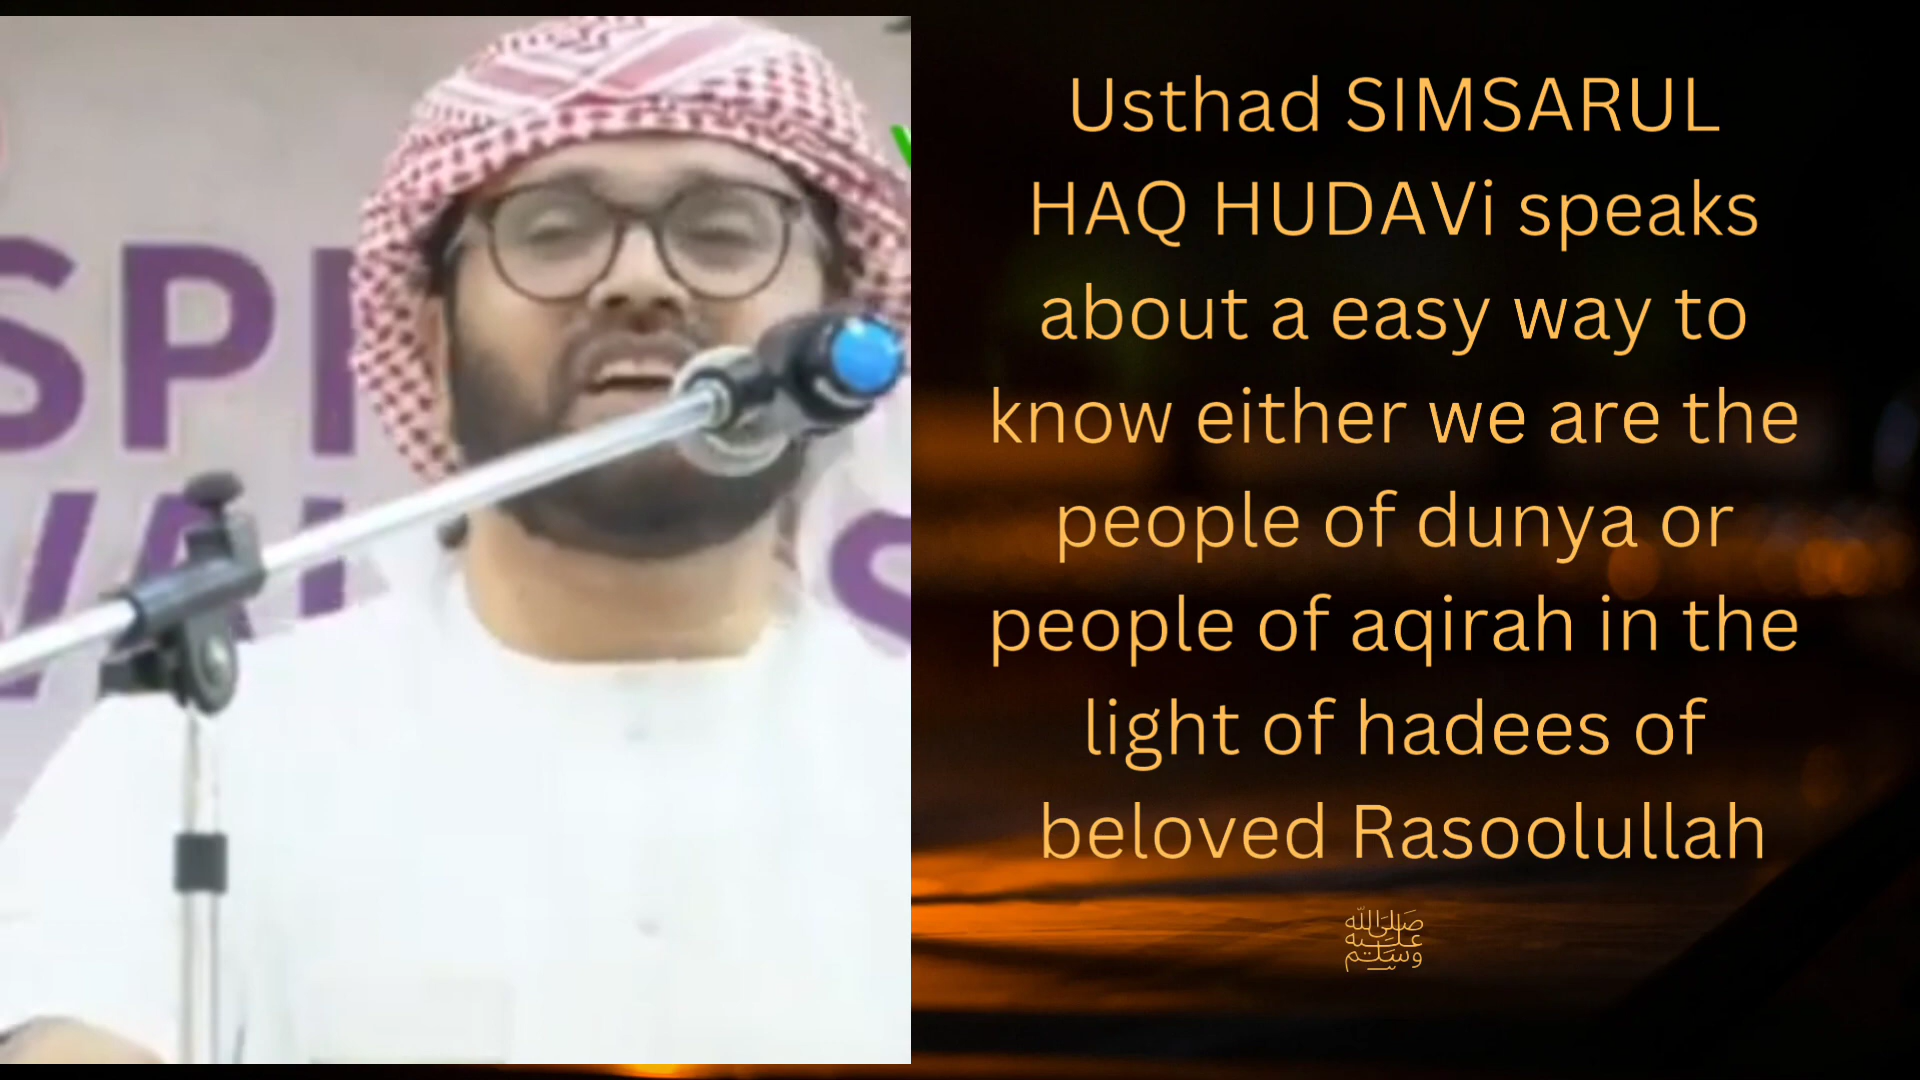 Usthad SIMSARUL
HAQ HUDAVi speaks
about a easy way to
know either we are the
people of dunya or
people of aqirah in the
light of hadees of
beloved Rasoolullah
صلى الله
عليه
وسلم
SPI